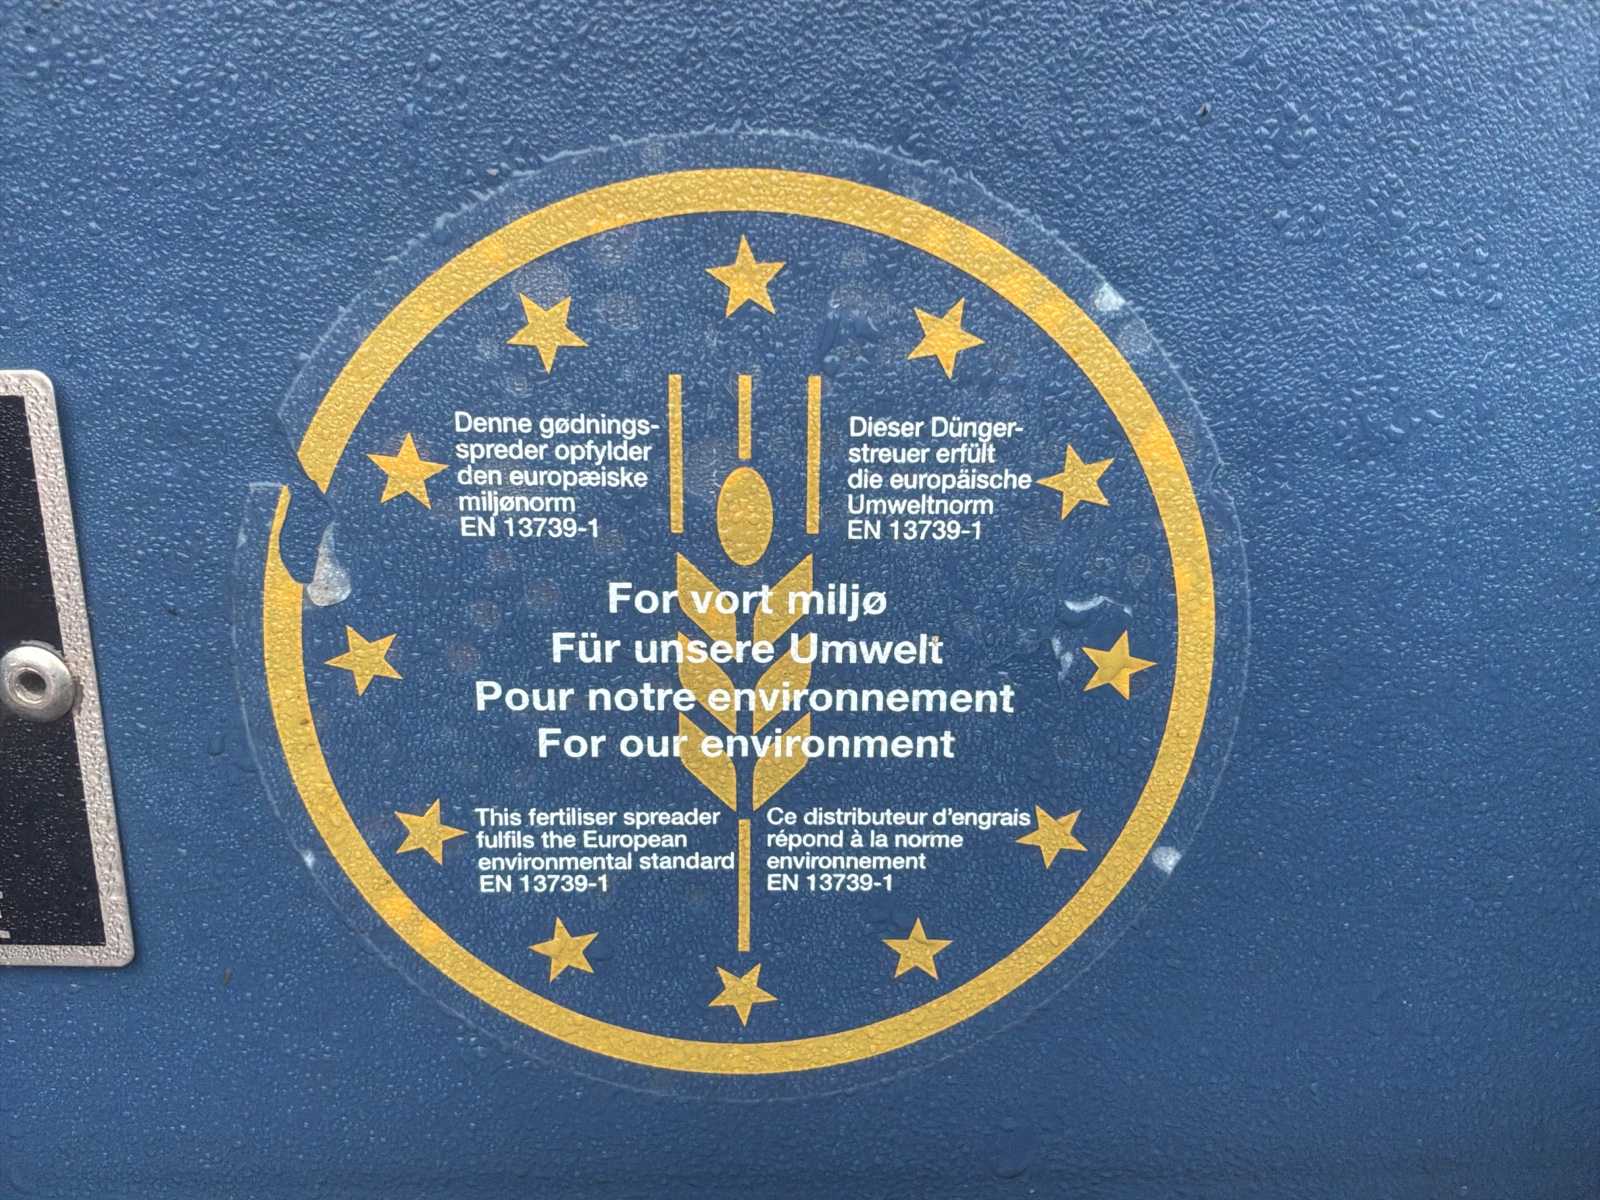 Denne gødnings-
spreder opfylder
den europæiske
miljønorm
EN 13739-1
Dieser Dünger-
streuer erfült
die europäische
Umweltnorm
EN 13739-1
For vort miljø
Für unsere Umwelt
Pour notre environnement
For our environment
This fertiliser spreader
fulfils the European
environmental standard
EN 13739-1
Ce distributeur d'engrais
répond à la norme
environnement
EN 13739-1